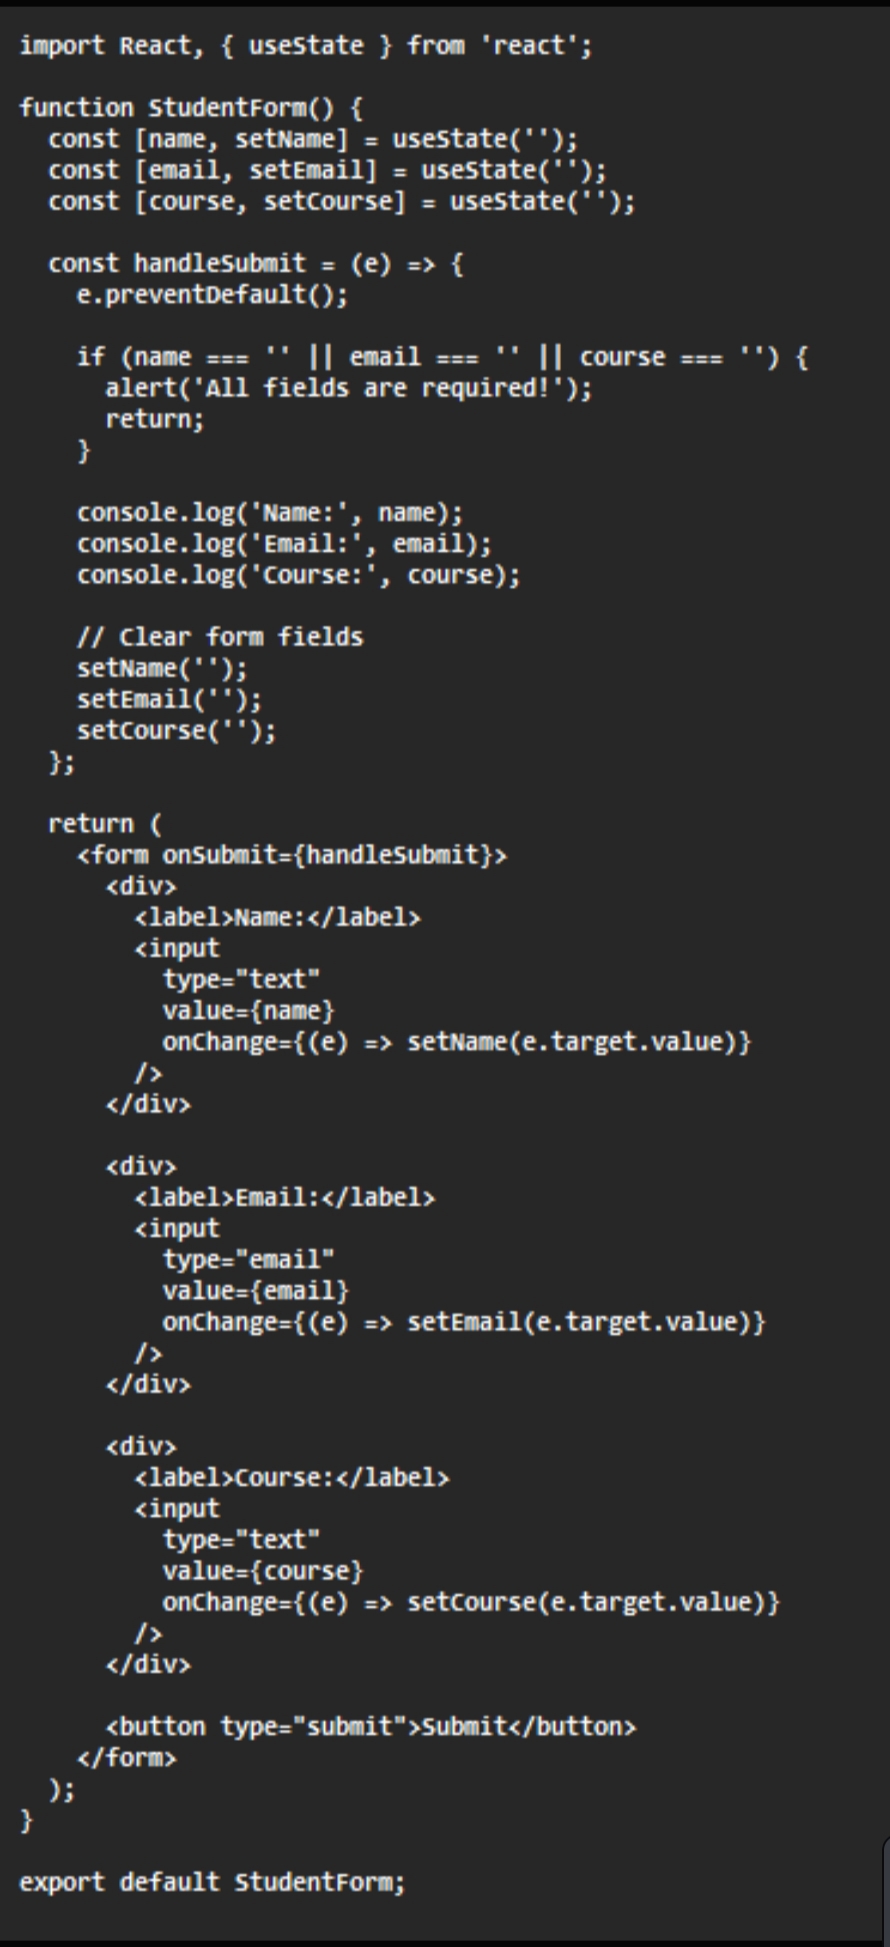 import React, { useState } from 'react';

function StudentForm() {
  const [name, setName] = useState('');
  const [email, setEmail] = useState('');
  const [course, setCourse] = useState('');

  const handleSubmit = (e) => {
    e.preventDefault();

    if (name === '' || email === '' || course === '') {
      alert('All fields are required!');
      return;
    }

    console.log('Name:', name);
    console.log('Email:', email);
    console.log('Course:', course);

    // Clear form fields
    setName('');
    setEmail('');
    setCourse('');
  };

  return (
    <form onSubmit={handleSubmit}>
      <div>
        <label>Name:</label>
        <input
          type="text"
          value={name}
          onChange={(e) => setName(e.target.value)}
        />
      </div>

      <div>
        <label>Email:</label>
        <input
          type="email"
          value={email}
          onChange={(e) => setEmail(e.target.value)}
        />
      </div>

      <div>
        <label>Course:</label>
        <input
          type="text"
          value={course}
          onChange={(e) => setCourse(e.target.value)}
        />
      </div>

      <button type="submit">Submit</button>
    </form>
  );
}

export default StudentForm;